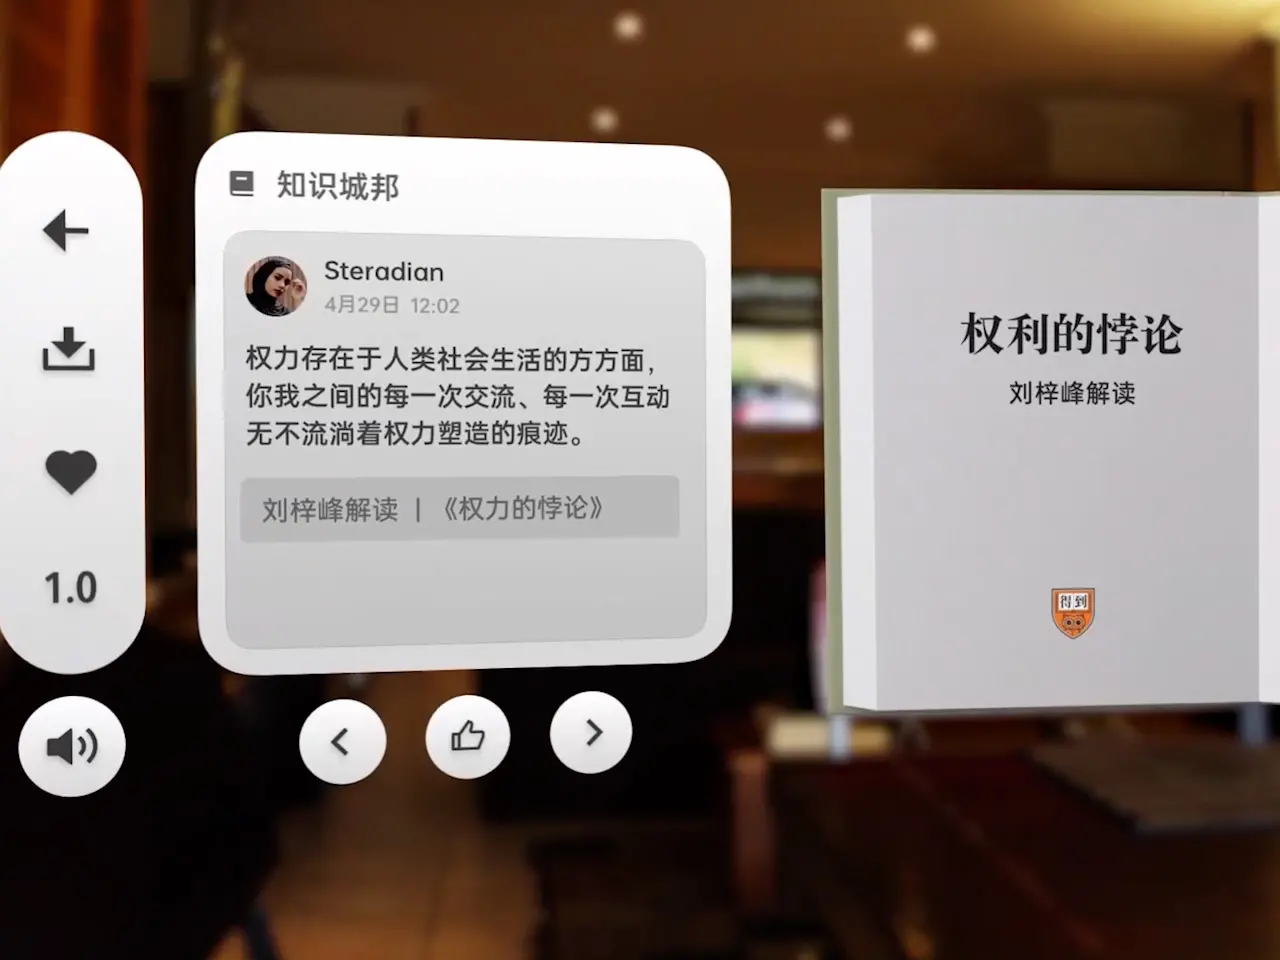 知识城邦
Steradian
4月29日 12:02
权力存在于人类社会生活的方方面，
你我之间的每一次交流、每一次互动
无不流淌着权力塑造的痕迹。
刘梓峰解读 | 《权力的悖论》
1.0
权利的悖论
刘梓峰解读
得到